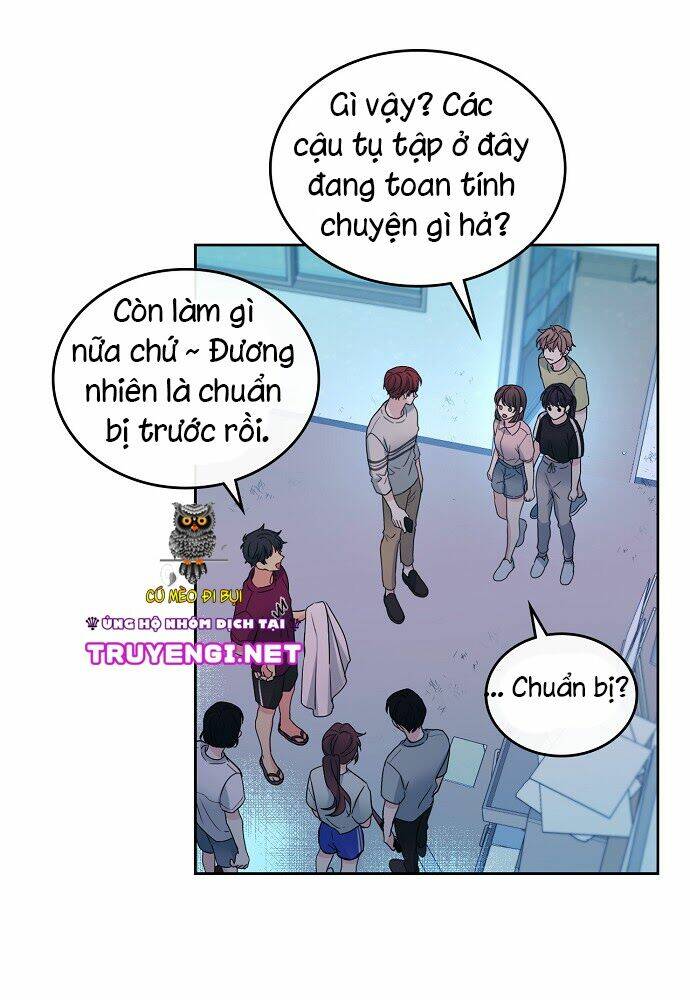 Gì vậy? Các
cậu tụ tập ở đây
đang toan tính
chuyện gì hả?
Còn làm gì
nữa chứ ~ Đương
nhiên là chuẩn
bị trước rồi.
CÚ MÈO ĐI BỤI
ỦNG HỘ NHÓM DỊCH TẠI
TRUYENGI.NET
... Chuẩn bị?